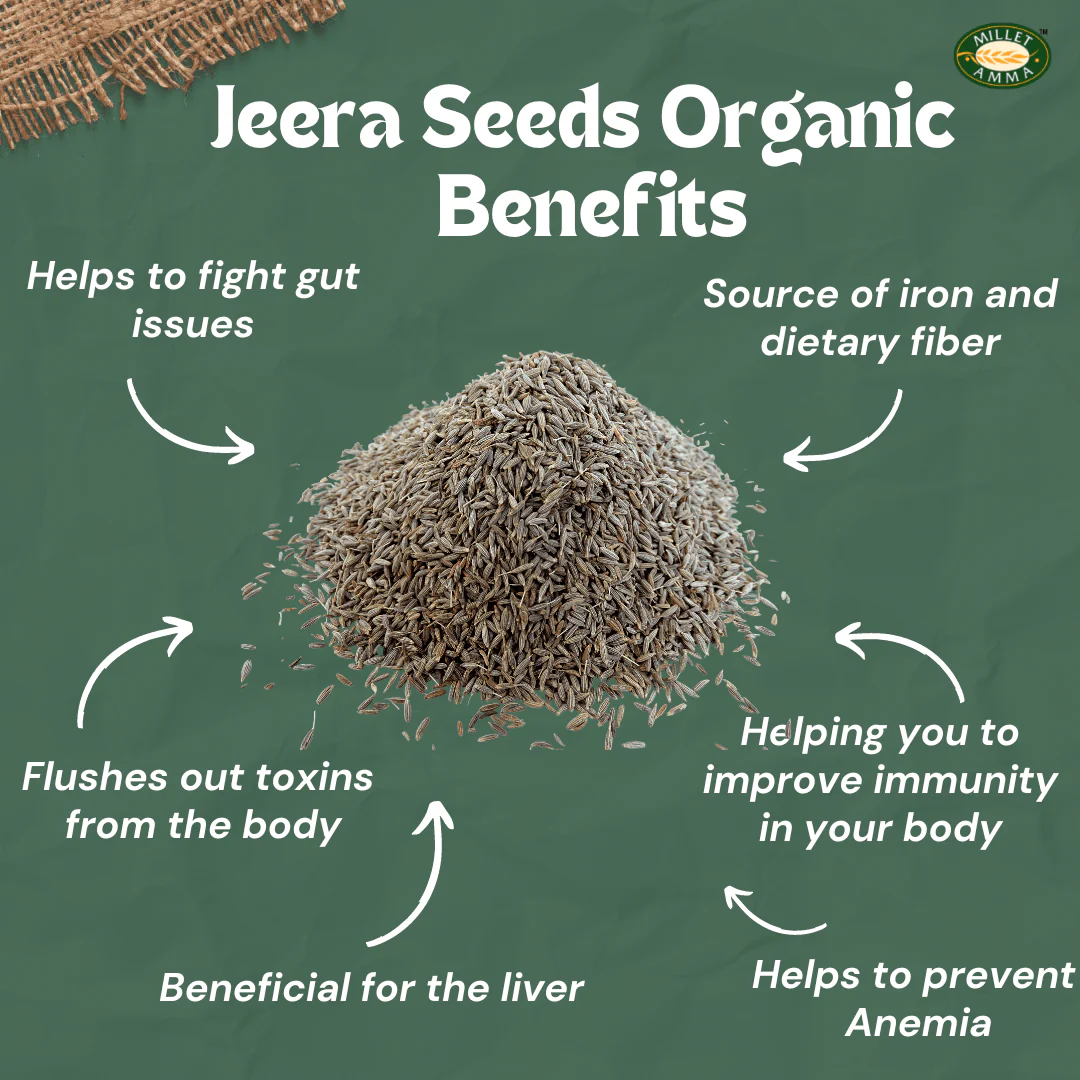 MILLET
AMMA
TM
Jeera Seeds Organic
Benefits
Helps to fight gut
issues
Source of iron and
dietary fiber
Flushes out toxins
from the body
Helping you to
improve immunity
in your body
Beneficial for the liver
Helps to prevent
Anemia